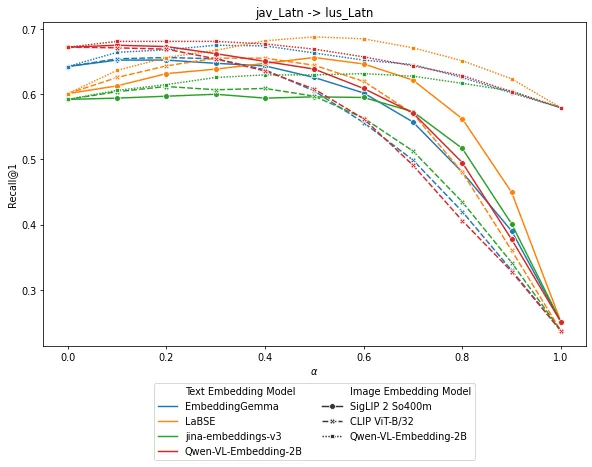 jav_Latn -> lus_Latn
0.7
0.6
0.5
0.4
0.3
Recall@1
0.0 0.2 0.4 0.6 0.8 1.0
α
Text Embedding Model
EmbeddingGemma
LaBSE
jina-embeddings-v3
Qwen-VL-Embedding-2B
Image Embedding Model
SigLIP 2 So400m
CLIP ViT-B/32
Qwen-VL-Embedding-2B